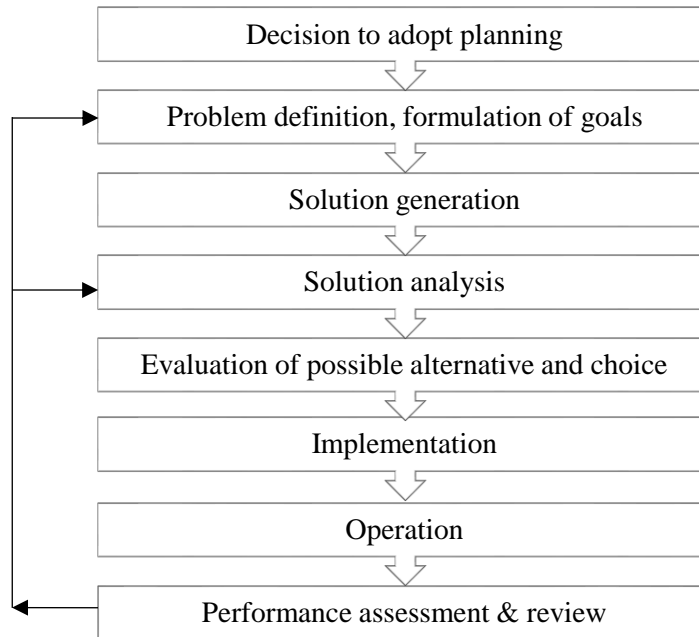 Decision to adopt planning
Problem definition, formulation of goals
Solution generation
Solution analysis
Evaluation of possible alternative and choice
Implementation
Operation
Performance assessment & review